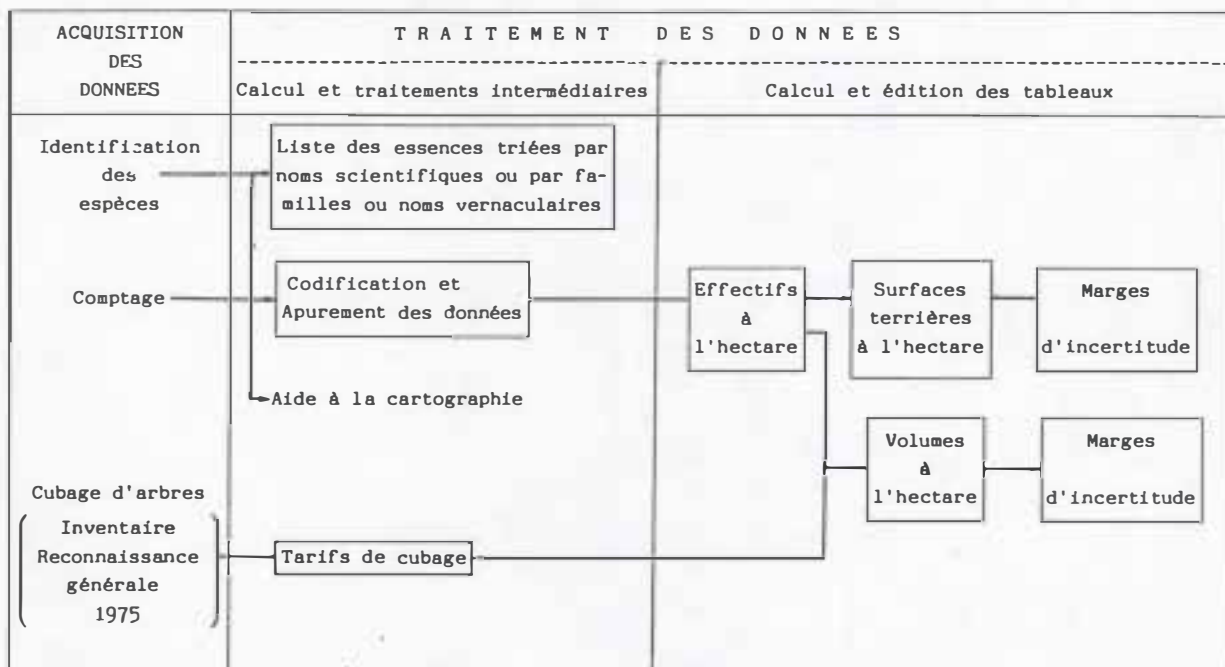 ACQUISITION
DES
DONNEES
TRAITEMENT DES DONNEES
Calcul et traitements intermédiaires
Calcul et édition des tableaux
Identification
des
espèces
Liste des essences triées par
noms scientifiques ou par fa-
milles ou noms vernaculaires
Comptage
Codification et
Apurement des données
Effectifs
à
l'hectare
Surfaces
terrières
à l'hectare
Marges
d'incertitude
Aide à la cartographie
Volumes
à
l'hectare
Marges
d'incertitude
Cubage d'arbres
Inventaire
Reconnaissance
générale
1975
Tarifs de cubage